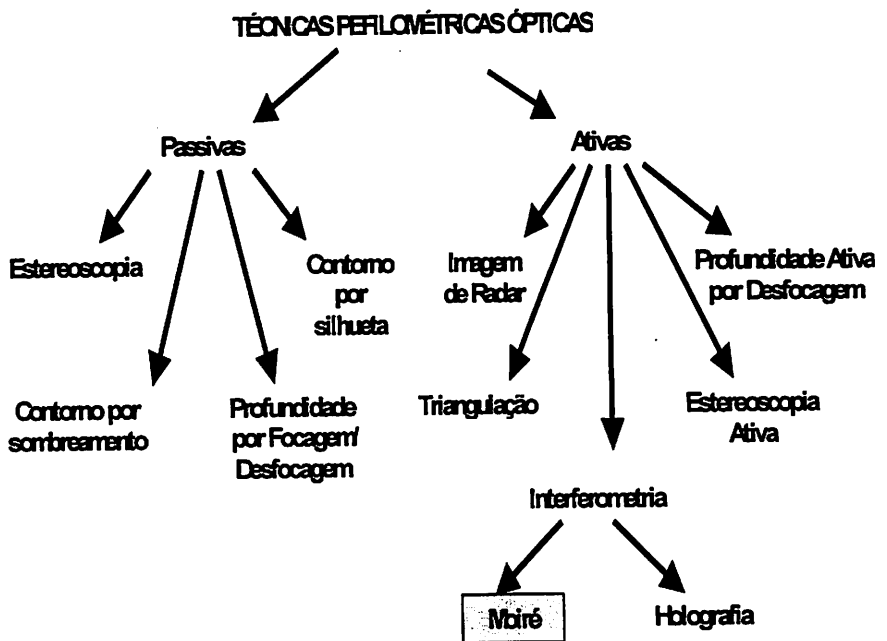 TÉCNICAS PEFILOMÉTRICAS ÓPTICAS
Passivas
Ativas
Estereoscopia
Contorno
por
silhueta
Imagem
de Radar
Profundidade Ativa
por Desfocagem
Contorno por
sombreamento
Profundidade
por Focagem/
Desfocagem
Triangulação
Estereoscopia
Ativa
Interferometria
Moiré
Holografia